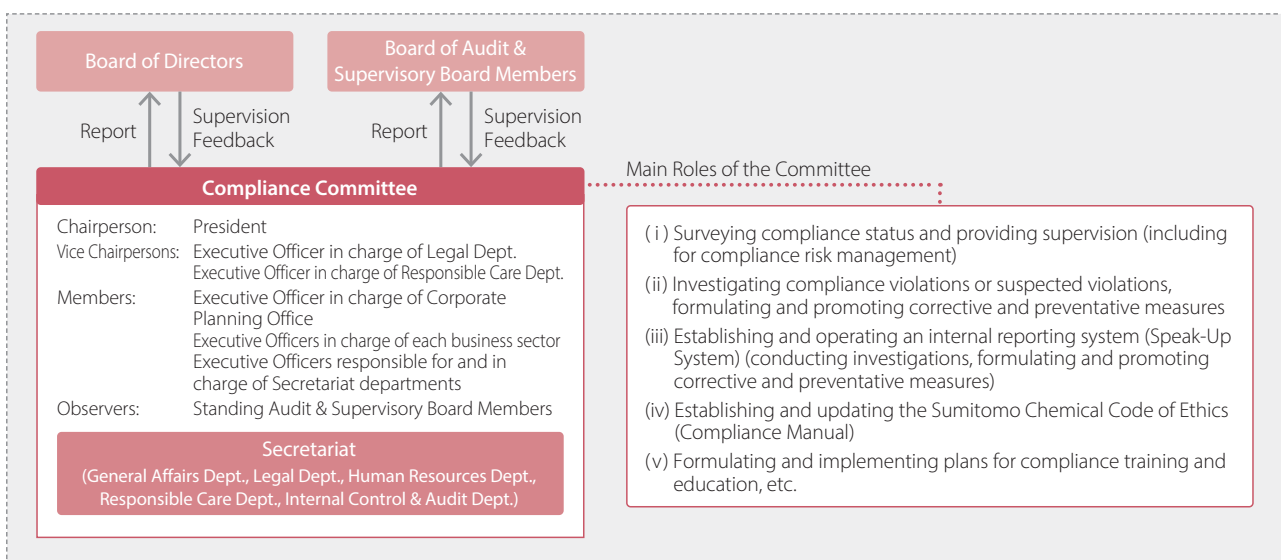 Board of Directors
Board of Audit &
Supervisory Board Members
Report
Supervision
Feedback
Report
Supervision
Feedback
Compliance Committee
Chairperson: President
Vice Chairpersons: Executive Officer in charge of Legal Dept.
Executive Officer in charge of Responsible Care Dept.
Members: Executive Officer in charge of Corporate
Planning Office
Executive Officers in charge of each business sector
Executive Officers responsible for and in
charge of Secretariat departments
Observers: Standing Audit & Supervisory Board Members
Secretariat
(General Affairs Dept., Legal Dept., Human Resources Dept.,
Responsible Care Dept., Internal Control & Audit Dept.)
Main Roles of the Committee
(i) Surveying compliance status and providing supervision (including
for compliance risk management)
(ii) Investigating compliance violations or suspected violations,
formulating and promoting corrective and preventative measures
(iii) Establishing and operating an internal reporting system (Speak-Up
System) (conducting investigations, formulating and promoting
corrective and preventative measures)
(iv) Establishing and updating the Sumitomo Chemical Code of Ethics
(Compliance Manual)
(v) Formulating and implementing plans for compliance training and
education, etc.